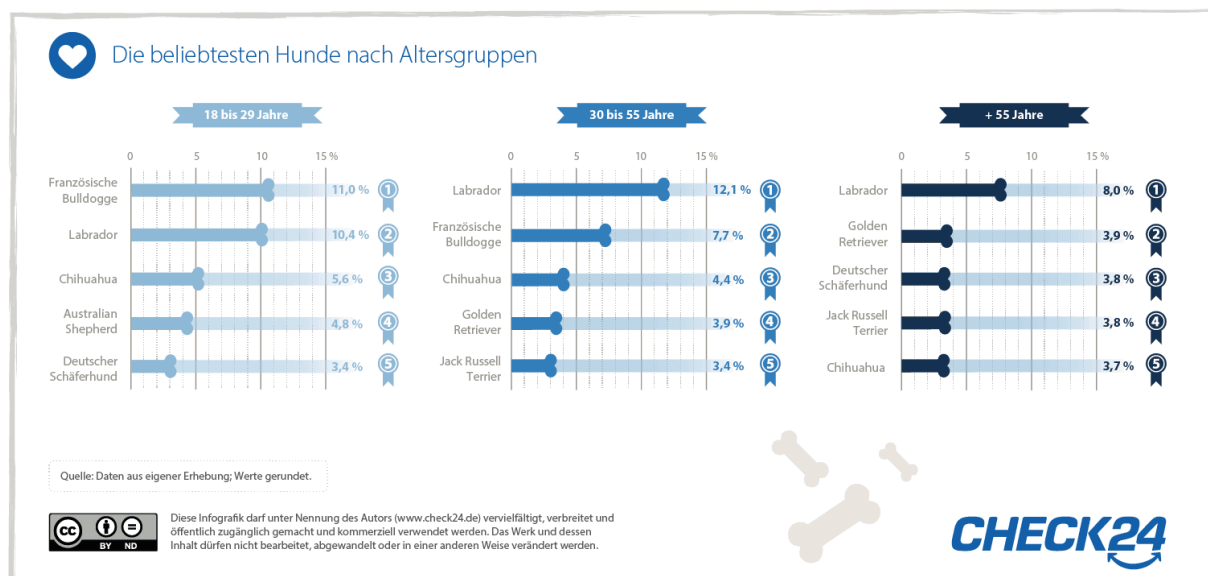 Die beliebtesten Hunde nach Altersgruppen
18 bis 29 Jahre
0 5 10 15 %
Französische
Bulldogge
11,0 % 1
Labrador 10,4 % 2
Chihuahua 5,6 % 3
Australian
Shepherd
4,8 % 4
Deutscher
Schäferhund
3,4 % 5
30 bis 55 Jahre
0 5 10 15 %
Labrador 12,1 % 1
Französische
Bulldogge
7,7 % 2
Chihuahua 4,4 % 3
Golden
Retriever
3,9 % 4
Jack Russell
Terrier
3,4 % 5
+ 55 Jahre
0 5 10 15 %
Labrador 8,0 % 1
Golden
Retriever
3,9 % 2
Deutscher
Schäferhund
3,8 % 3
Jack Russell
Terrier
3,8 % 4
Chihuahua 3,7 % 5
Quelle: Daten aus eigener Erhebung; Werte gerundet.
cc BY ND
Diese Infografik darf unter Nennung des Autors (www.check24.de) vervielfältigt, verbreitet und
öffentlich zugänglich gemacht und kommerziell verwendet werden. Das Werk und dessen
Inhalt dürfen nicht bearbeitet, abgewandelt oder in einer anderen Weise verändert werden.
CHECK24